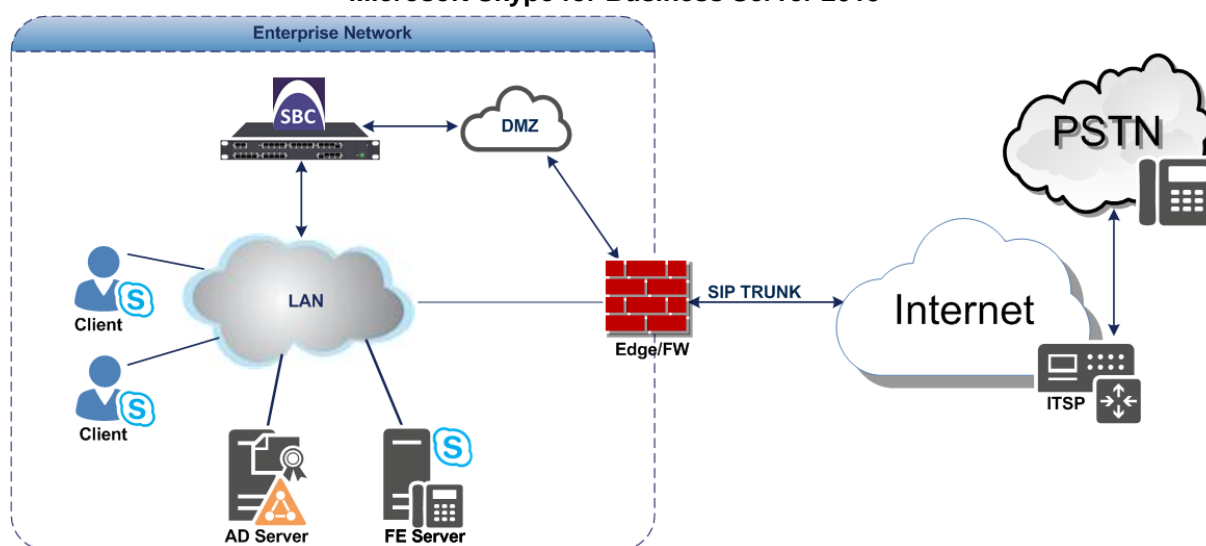 Enterprise Network
SBC
DMZ
PSTN
LAN
SIP TRUNK
Internet
Client
Edge/FW
ITSP
Client
AD Server
FE Server